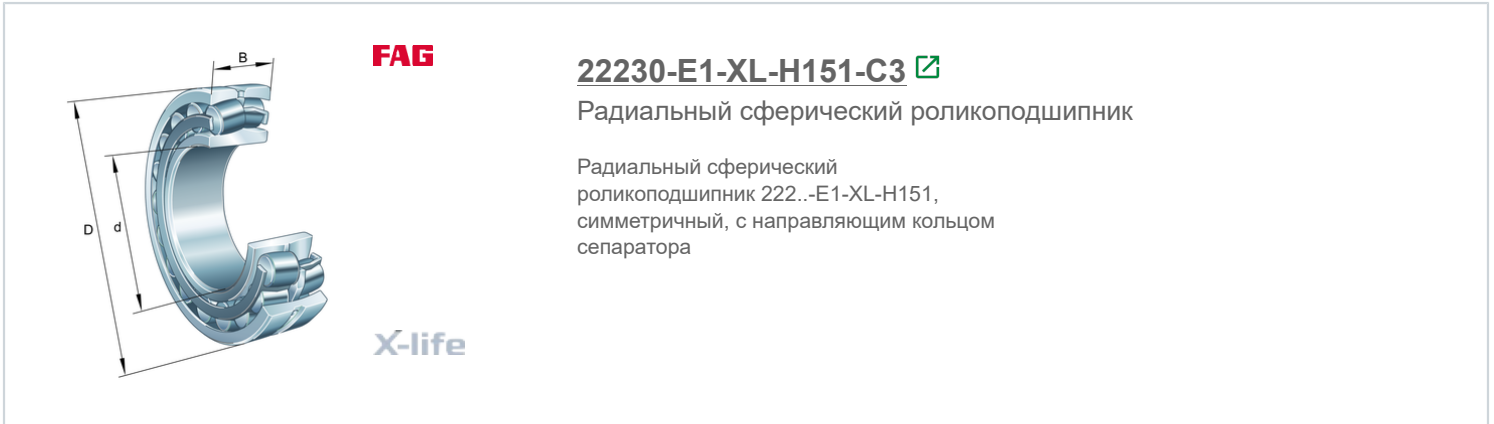 B
D
d
FAG
22230-E1-XL-H151-C3
Радиальный сферический роликоподшипник
Радиальный сферический
роликоподшипник 222..-E1-XL-H151,
симметричный, с направляющим кольцом
сепаратора
X-life